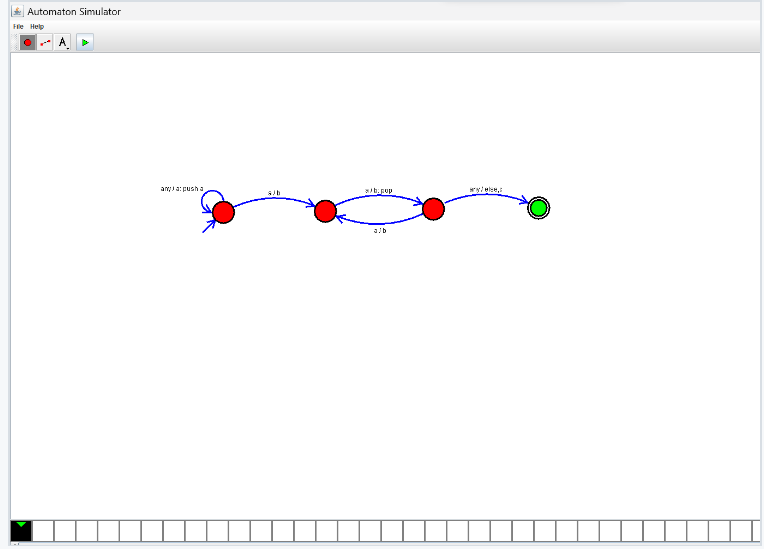 Automaton Simulator
File Help
A
any / a; push a
a / b
a / b; pop
any / else,ε
a / b